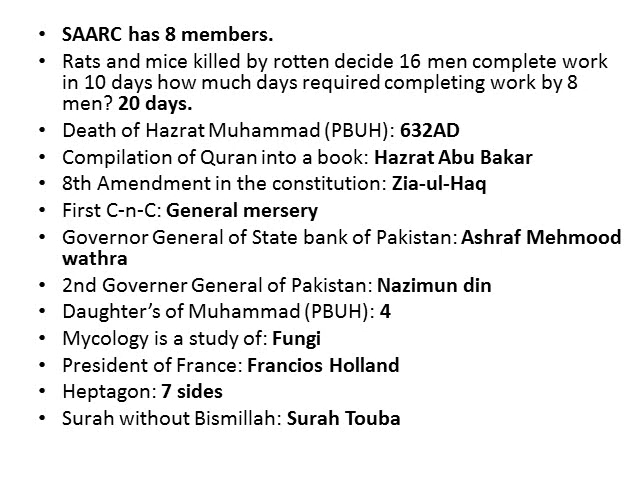 • SAARC has 8 members.
• Rats and mice killed by rotten decide 16 men complete work
in 10 days how much days required completing work by 8
men? 20 days.
• Death of Hazrat Muhammad (PBUH): 632AD
• Compilation of Quran into a book: Hazrat Abu Bakar
• 8th Amendment in the constitution: Zia-ul-Haq
• First C-n-C: General mersery
• Governor General of State bank of Pakistan: Ashraf Mehmood
wathra
• 2nd Governer General of Pakistan: Nazimun din
• Daughter’s of Muhammad (PBUH): 4
• Mycology is a study of: Fungi
• President of France: Francios Holland
• Heptagon: 7 sides
• Surah without Bismillah: Surah Touba